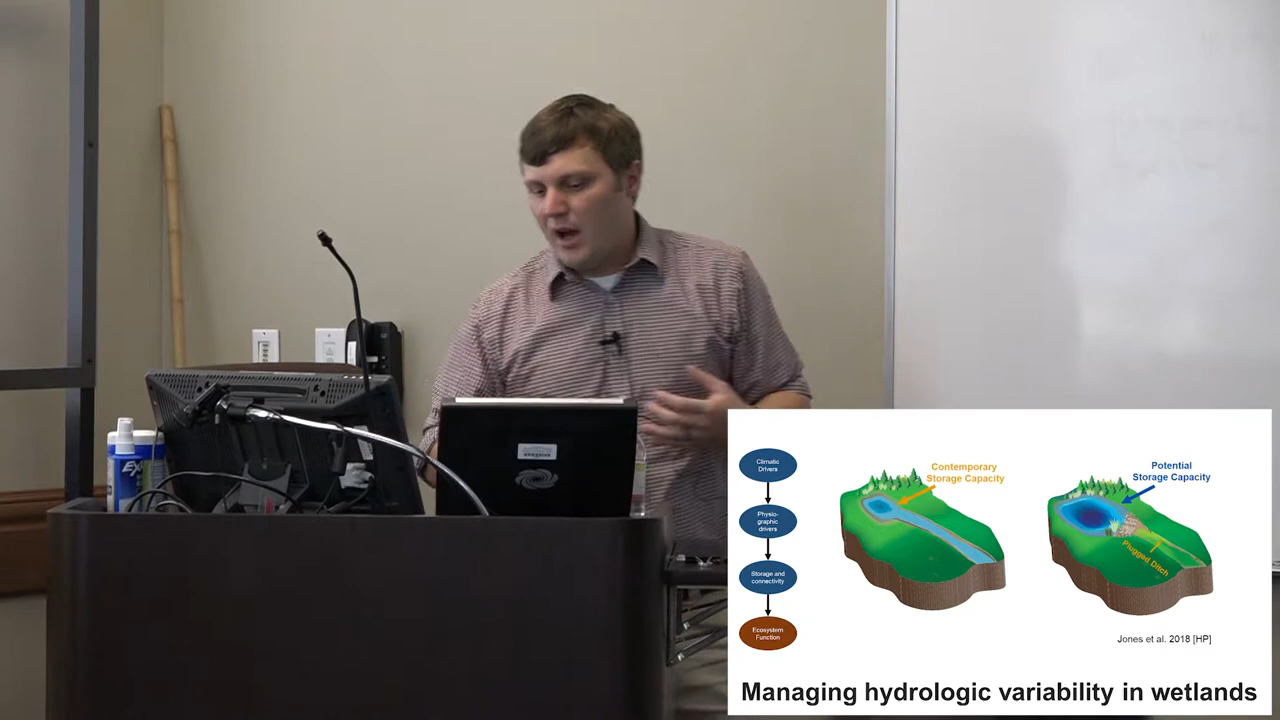 Climatic
Drivers
Physio-
graphic
drivers
Storage and
connectivity
Ecosystem
Function
Contemporary
Storage Capacity
Potential
Storage Capacity
Plugged Ditch
Jones et al. 2018 [HP]
Managing hydrologic variability in wetlands